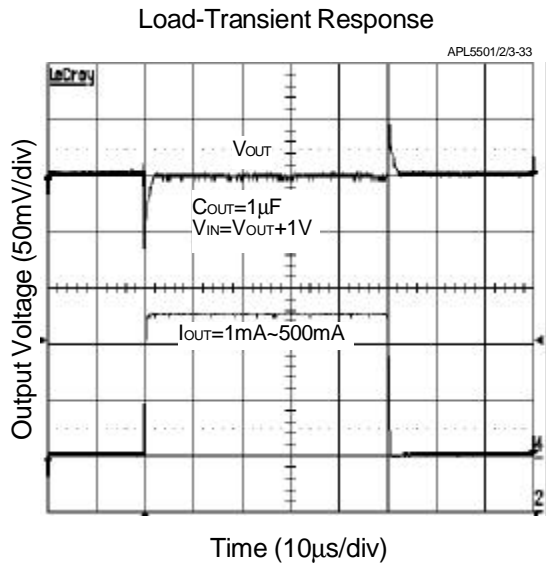 Load-Transient Response
APL5501/2/3-33
LeCroy
VOUT
COUT=1μF
VIN=VOUT+1V
IOUT=1mA~500mA
2
Output Voltage (50mV/div)
Time (10μs/div)